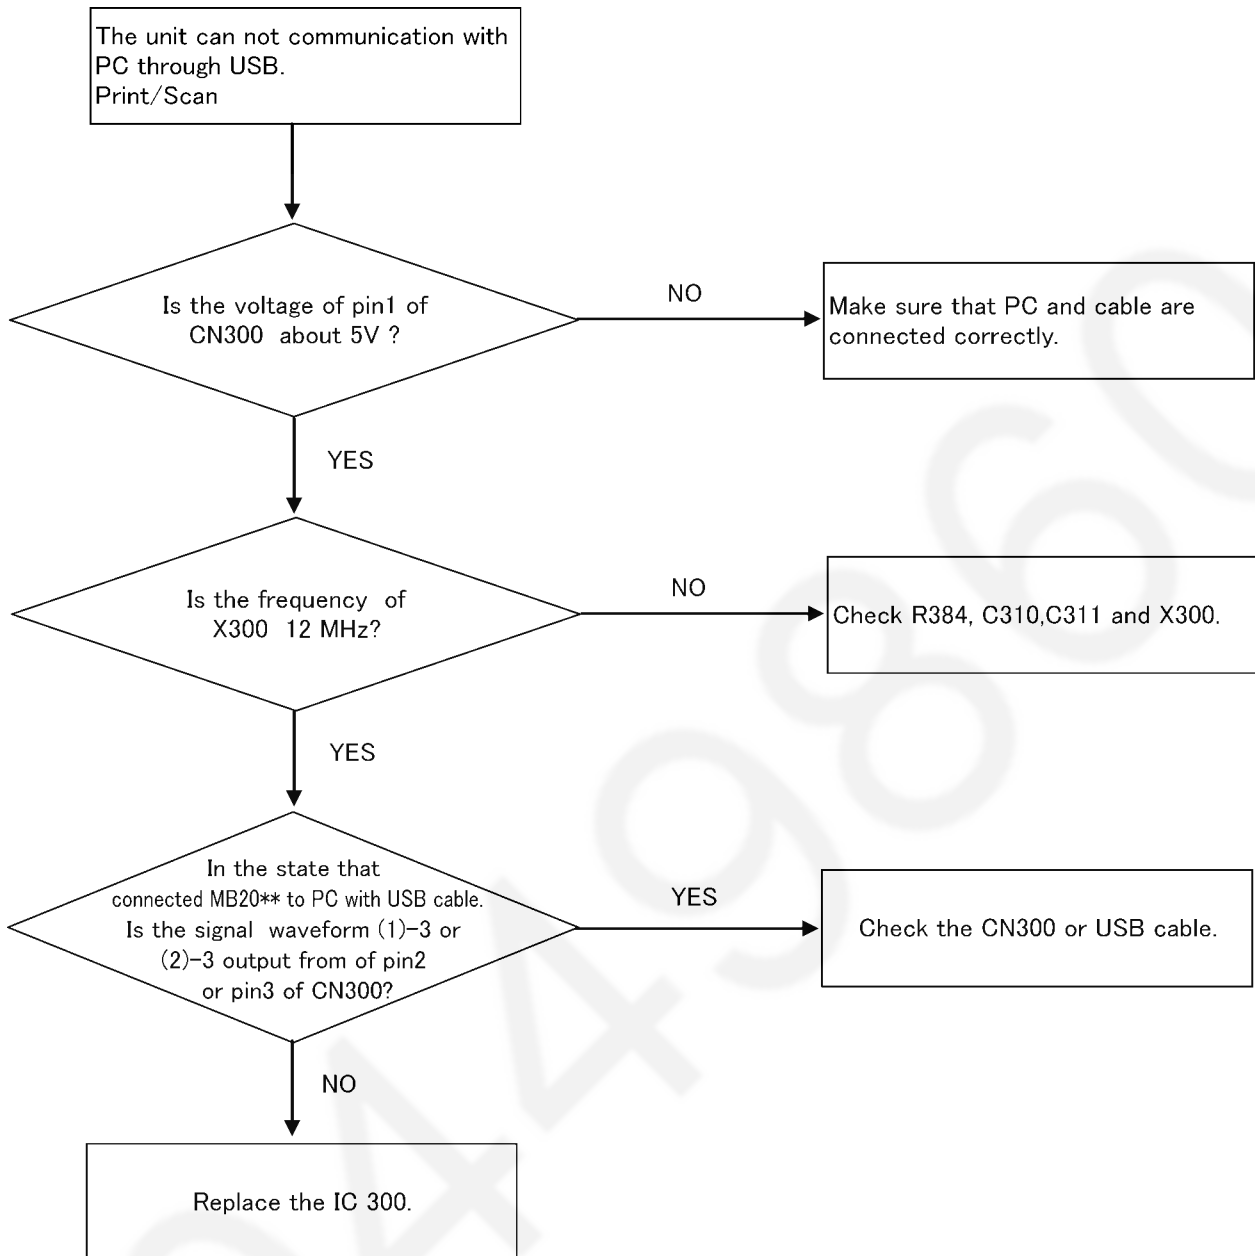 The unit can not communication with
PC through USB.
Print/Scan
Is the voltage of pin1 of
CN300 about 5V ?
NO
Make sure that PC and cable are
connected correctly.
YES
Is the frequency of
X300 12 MHz?
NO
Check R384, C310,C311 and X300.
YES
In the state that
connected MB20** to PC with USB cable.
Is the signal waveform (1)-3 or
(2)-3 output from of pin2
or pin3 of CN300?
YES
Check the CN300 or USB cable.
NO
Replace the IC 300.